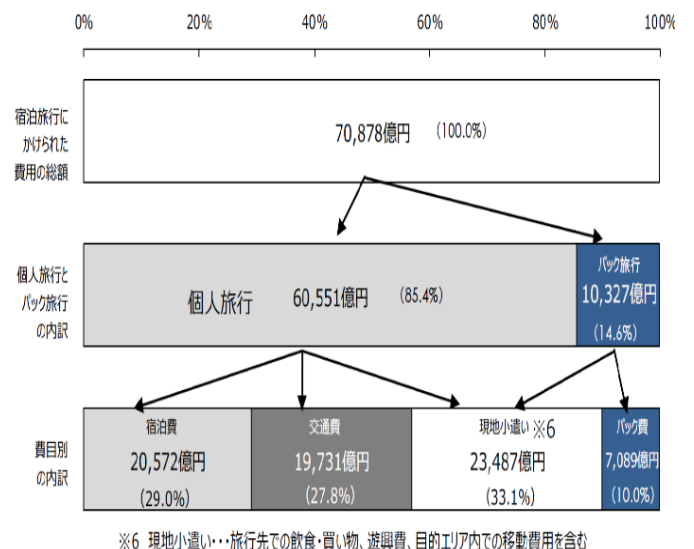 0% 20% 40% 60% 80% 100%
宿泊旅行に
かけられた
費用の総額
70,878億円 (100.0%)
個人旅行と
パック旅行
の内訳
個人旅行 60,551億円 (85.4%)
パック旅行
10,327億円
(14.6%)
費目別
の内訳
宿泊費
20,572億円
(29.0%)
交通費
19,731億円
(27.8%)
現地小遣い ※6
23,487億円
(33.1%)
パック費
7,089億円
(10.0%)
※6 現地小遣い・・・旅行先での飲食・買い物、遊興費、目的エリア内での移動費用を含む